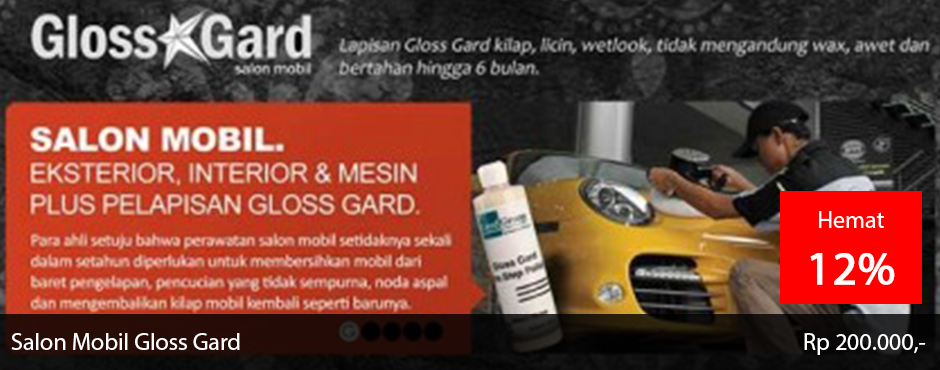 Gloss Gard
salon mobil
Lapisan Gloss Gard kilap, licin, wetlook, tidak mengandung wax, awet dan
bertahan hingga 6 bulan.
SALON MOBIL.
EKSTERIOR, INTERIOR & MESIN
PLUS PELAPISAN GLOSS GARD.
Para ahli setuju bahwa perawatan salon mobil setidaknya sekali
dalam setahun diperlukan untuk membersihkan mobil dari
baret pengelapan, pencucian yang tidak sempurna, noda aspal
dan mengembalikan kilap mobil kembali seperti barunya.
Gloss Gard
Step
Hemat
12%
Salon Mobil Gloss Gard
Rp 200.000,-